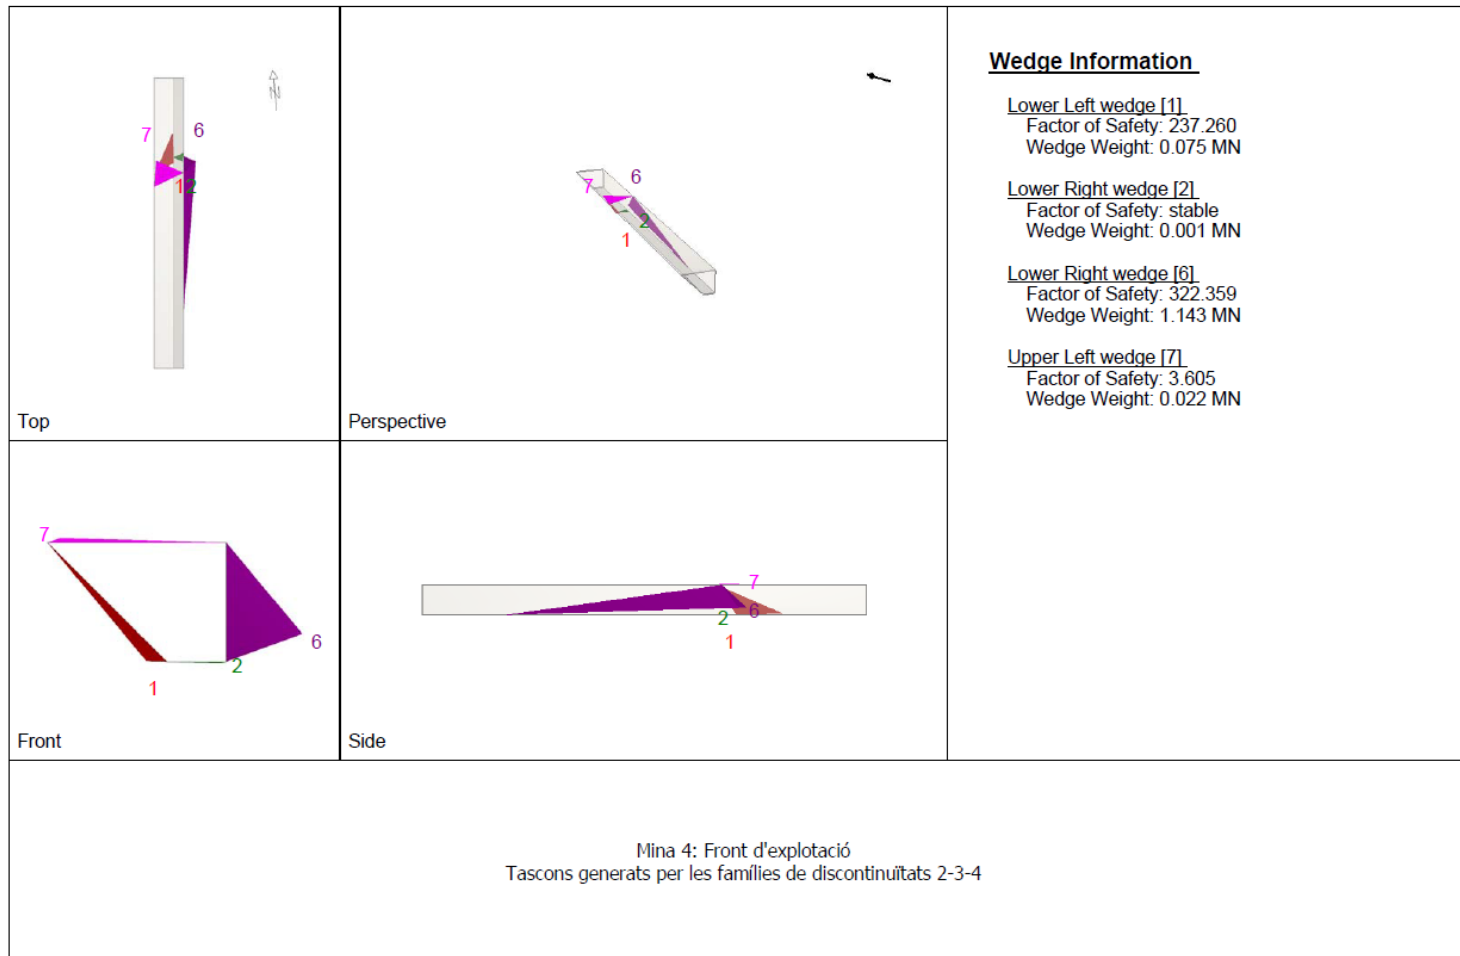 7
6
1
2
N
Top
6
7
2
1
Perspective
Wedge Information
Lower Left wedge [1]
Factor of Safety: 237.260
Wedge Weight: 0.075 MN
Lower Right wedge [2]
Factor of Safety: stable
Wedge Weight: 0.001 MN
Lower Right wedge [6]
Factor of Safety: 322.359
Wedge Weight: 1.143 MN
Upper Left wedge [7]
Factor of Safety: 3.605
Wedge Weight: 0.022 MN
7
6
2
1
Front
7
6
2
1
Side
Mina 4: Front d'explotació
Tascons generats per les famílies de discontinuïtats 2-3-4